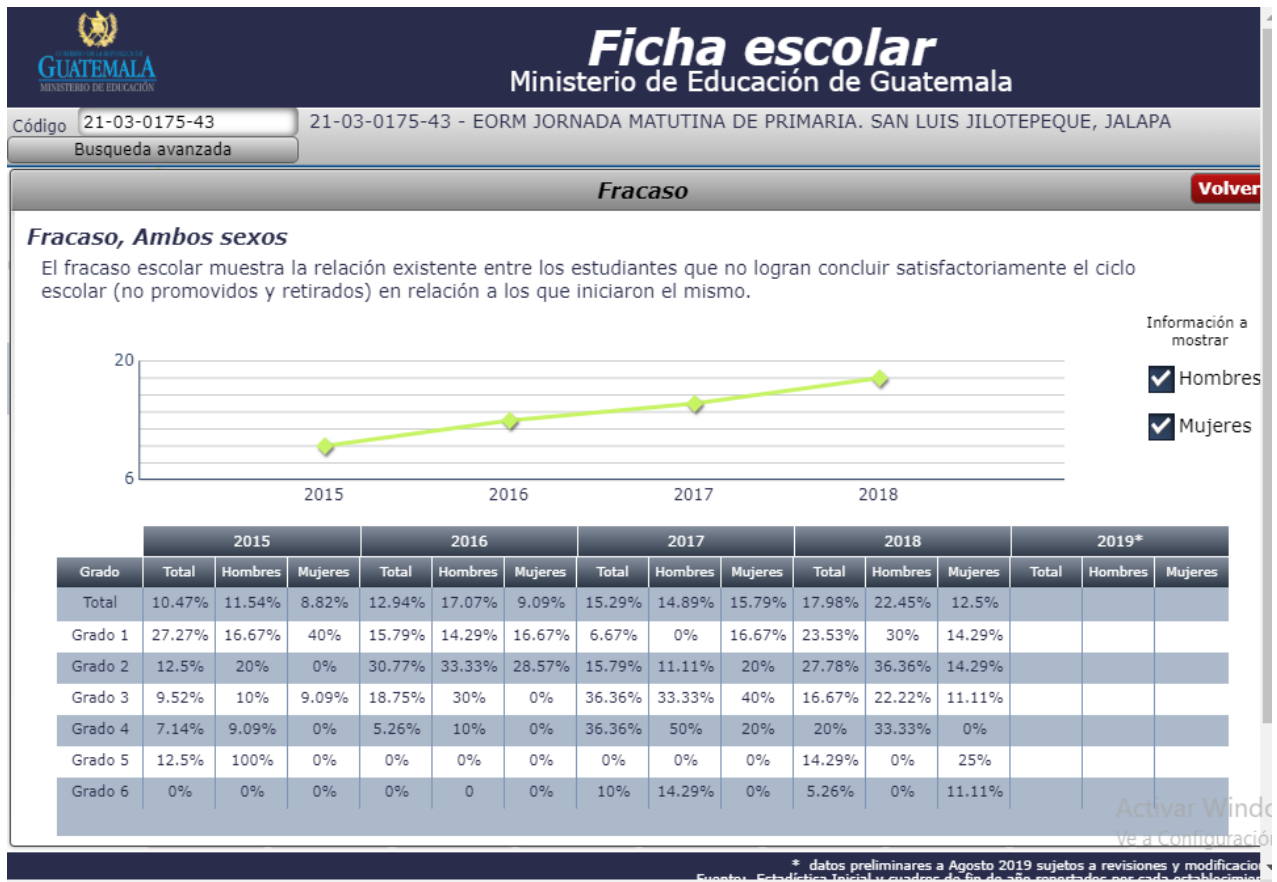 Ficha escolar
GUATEMALA
MINISTERIO DE EDUCACIÓN
Ministerio de Educación de Guatemala
Código 21-03-0175-43 21-03-0175-43 - EORM JORNADA MATUTINA DE PRIMARIA. SAN LUIS JILOTEPEQUE, JALAPA
Busqueda avanzada
Fracaso Volver
Fracaso, Ambos sexos
El fracaso escolar muestra la relación existente entre los estudiantes que no logran concluir satisfactoriamente el ciclo
escolar (no promovidos y retirados) en relación a los que iniciaron el mismo.
Información a
mostrar
20
Hombres
Mujeres
6
2015 2016 2017 2018
2015 2016 2017 2018 2019*
Grado Total Hombres Mujeres Total Hombres Mujeres Total Hombres Mujeres Total Hombres Mujeres Total Hombres Mujeres
Total 10.47% 11.54% 8.82% 12.94% 17.07% 9.09% 15.29% 14.89% 15.79% 17.98% 22.45% 12.5%
Grado 1 27.27% 16.67% 40% 15.79% 14.29% 16.67% 6.67% 0% 16.67% 23.53% 30% 14.29%
Grado 2 12.5% 20% 0% 30.77% 33.33% 28.57% 15.79% 11.11% 20% 27.78% 36.36% 14.29%
Grado 3 9.52% 10% 9.09% 18.75% 30% 0% 36.36% 33.33% 40% 16.67% 22.22% 11.11%
Grado 4 7.14% 9.09% 0% 5.26% 10% 0% 36.36% 50% 20% 20% 33.33% 0%
Grado 5 12.5% 100% 0% 0% 0% 0% 0% 0% 0% 14.29% 0% 25%
Grado 6 0% 0% 0% 0% 0 0% 10% 14.29% 0% 5.26% 0% 11.11%
Activar Windo
Ve a Configuració
* datos preliminares a Agosto 2019 sujetos a revisiones y modificacio